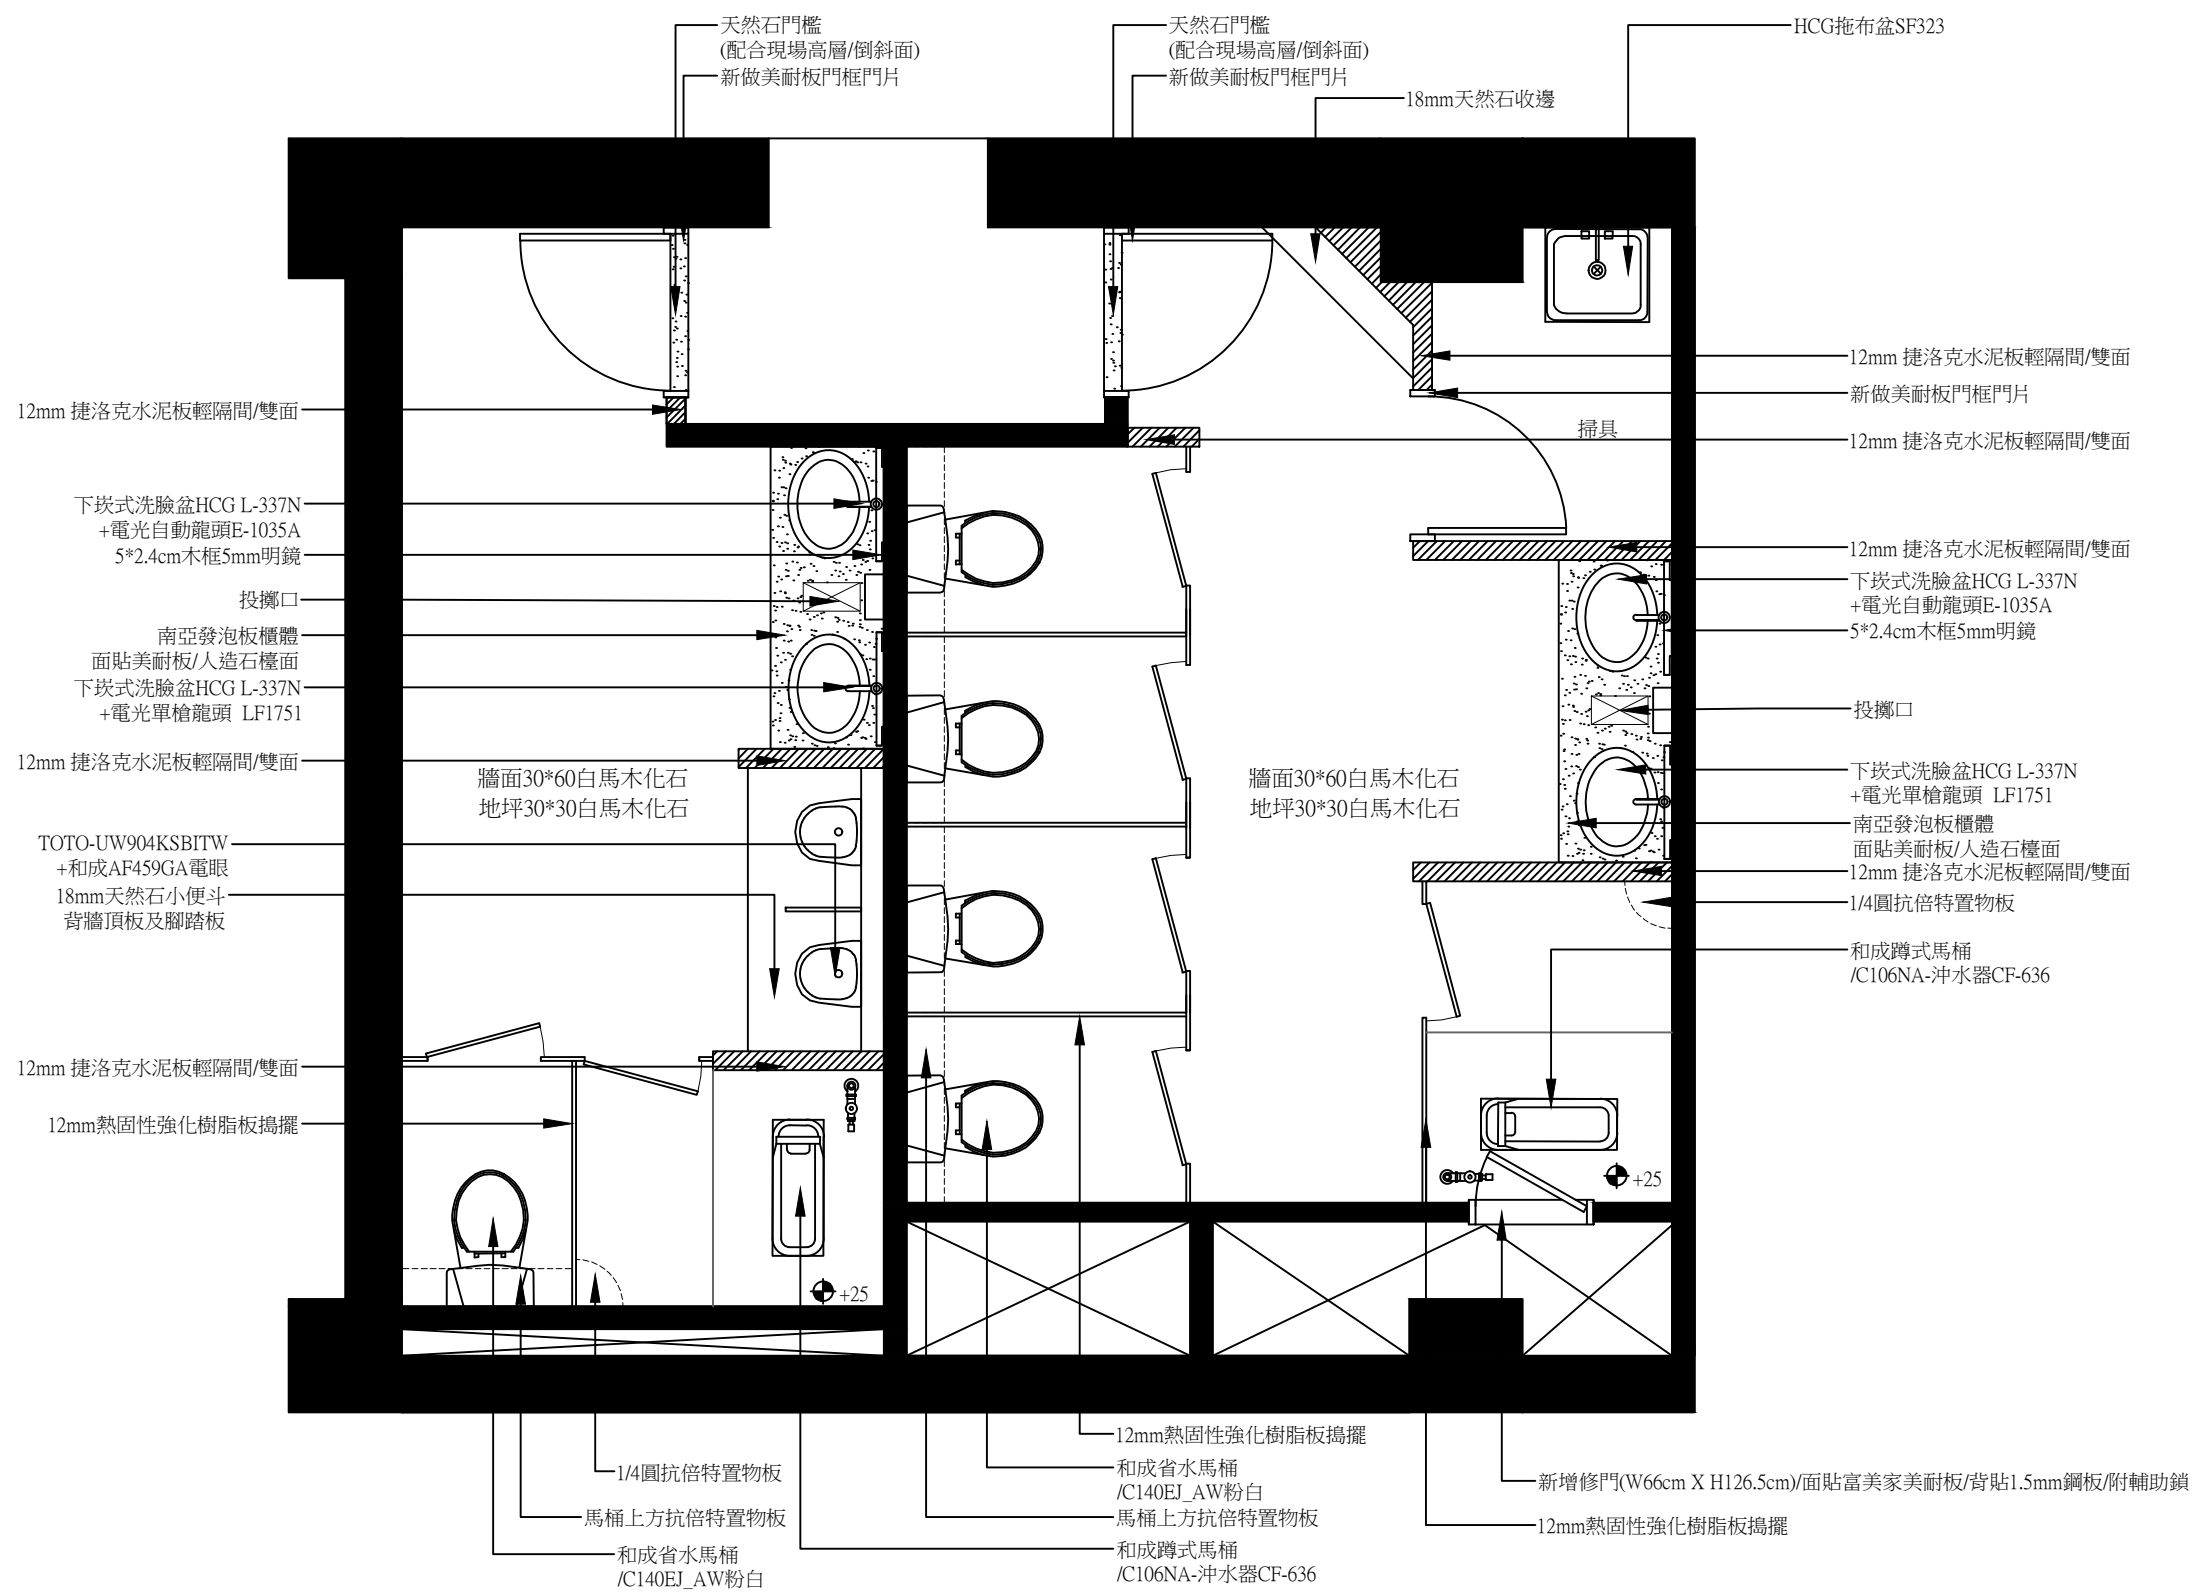 天然石門檻
(配合現場高層/倒斜面)
新做美耐板門框門片
天然石門檻
(配合現場高層/倒斜面)
新做美耐板門框門片
18mm天然石收邊
HCG拖布盆SF323
12mm 捷洛克水泥板輕隔間/雙面
下崁式洗臉盆HCG L-337N
+電光自動龍頭E-1035A
5*2.4cm木框5mm明鏡
投擲口
南亞發泡板櫃體
面貼美耐板/人造石檯面
下崁式洗臉盆HCG L-337N
+電光單槍龍頭 LF1751
12mm 捷洛克水泥板輕隔間/雙面
TOTO-UW904KSBITW
+和成AF459GA電眼
18mm天然石小便斗
背牆頂板及腳踏板
12mm 捷洛克水泥板輕隔間/雙面
12mm熱固性強化樹脂板搗擺
牆面30*60白馬木化石
地坪30*30白馬木化石
牆面30*60白馬木化石
地坪30*30白馬木化石
掃具
+25
+25
12mm 捷洛克水泥板輕隔間/雙面
新做美耐板門框門片
12mm 捷洛克水泥板輕隔間/雙面
12mm 捷洛克水泥板輕隔間/雙面
下崁式洗臉盆HCG L-337N
+電光自動龍頭E-1035A
5*2.4cm木框5mm明鏡
投擲口
下崁式洗臉盆HCG L-337N
+電光單槍龍頭 LF1751
南亞發泡板櫃體
面貼美耐板/人造石檯面
12mm 捷洛克水泥板輕隔間/雙面
1/4圓抗倍特置物板
和成蹲式馬桶
/C106NA-沖水器CF-636
1/4圓抗倍特置物板
馬桶上方抗倍特置物板
和成省水馬桶
/C140EJ_AW粉白
12mm熱固性強化樹脂板搗擺
和成省水馬桶
/C140EJ_AW粉白
馬桶上方抗倍特置物板
和成蹲式馬桶
/C106NA-沖水器CF-636
新增修門(W66cm X H126.5cm)/面貼富美家美耐板/背貼1.5mm鋼板/附輔助鎖
12mm熱固性強化樹脂板搗擺